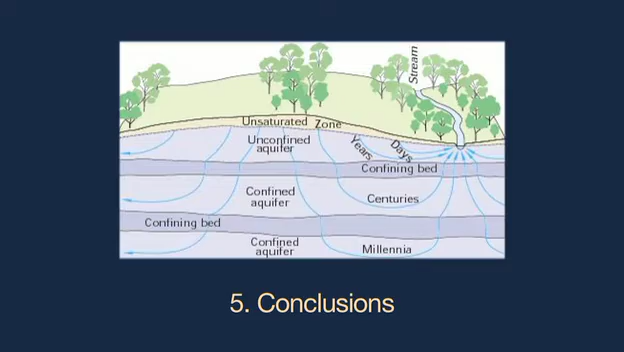 Stream
Unsaturated Zone
Unconfined
aquifer
Years
Days
Confining bed
Confined
aquifer
Centuries
Confining bed
Confined
aquifer
Millennia
5. Conclusions